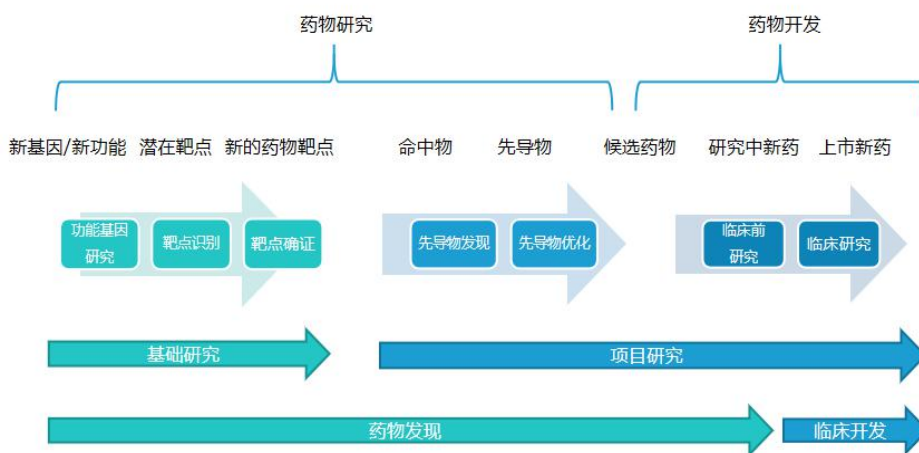 药物研究
药物开发
新基因/新功能
潜在靶点
新的药物靶点
命中物
先导物
候选药物
研究中新药
上市新药
功能基因
研究
靶点识别
靶点确证
先导物发现
先导物优化
临床前
研究
临床研究
基础研究
项目研究
药物发现
临床开发